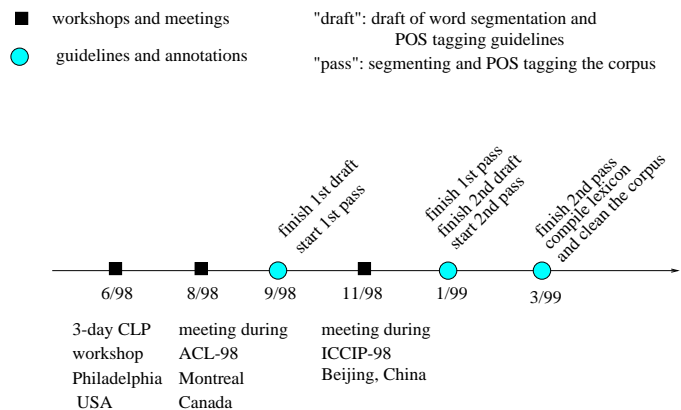 workshops and meetings
guidelines and annotations
"draft": draft of word segmentation and
POS tagging guidelines
"pass": segmenting and POS tagging the corpus
finish 1st draft
start 1st pass
finish 1st pass
finish 2nd draft
start 2nd pass
finish 2nd pass
compile lexicon
and clean the corpus
6/98
8/98
9/98
11/98
1/99
3/99
3-day CLP
workshop
Philadelphia
USA
meeting during
ACL-98
Montreal
Canada
meeting during
ICCIP-98
Beijing, China